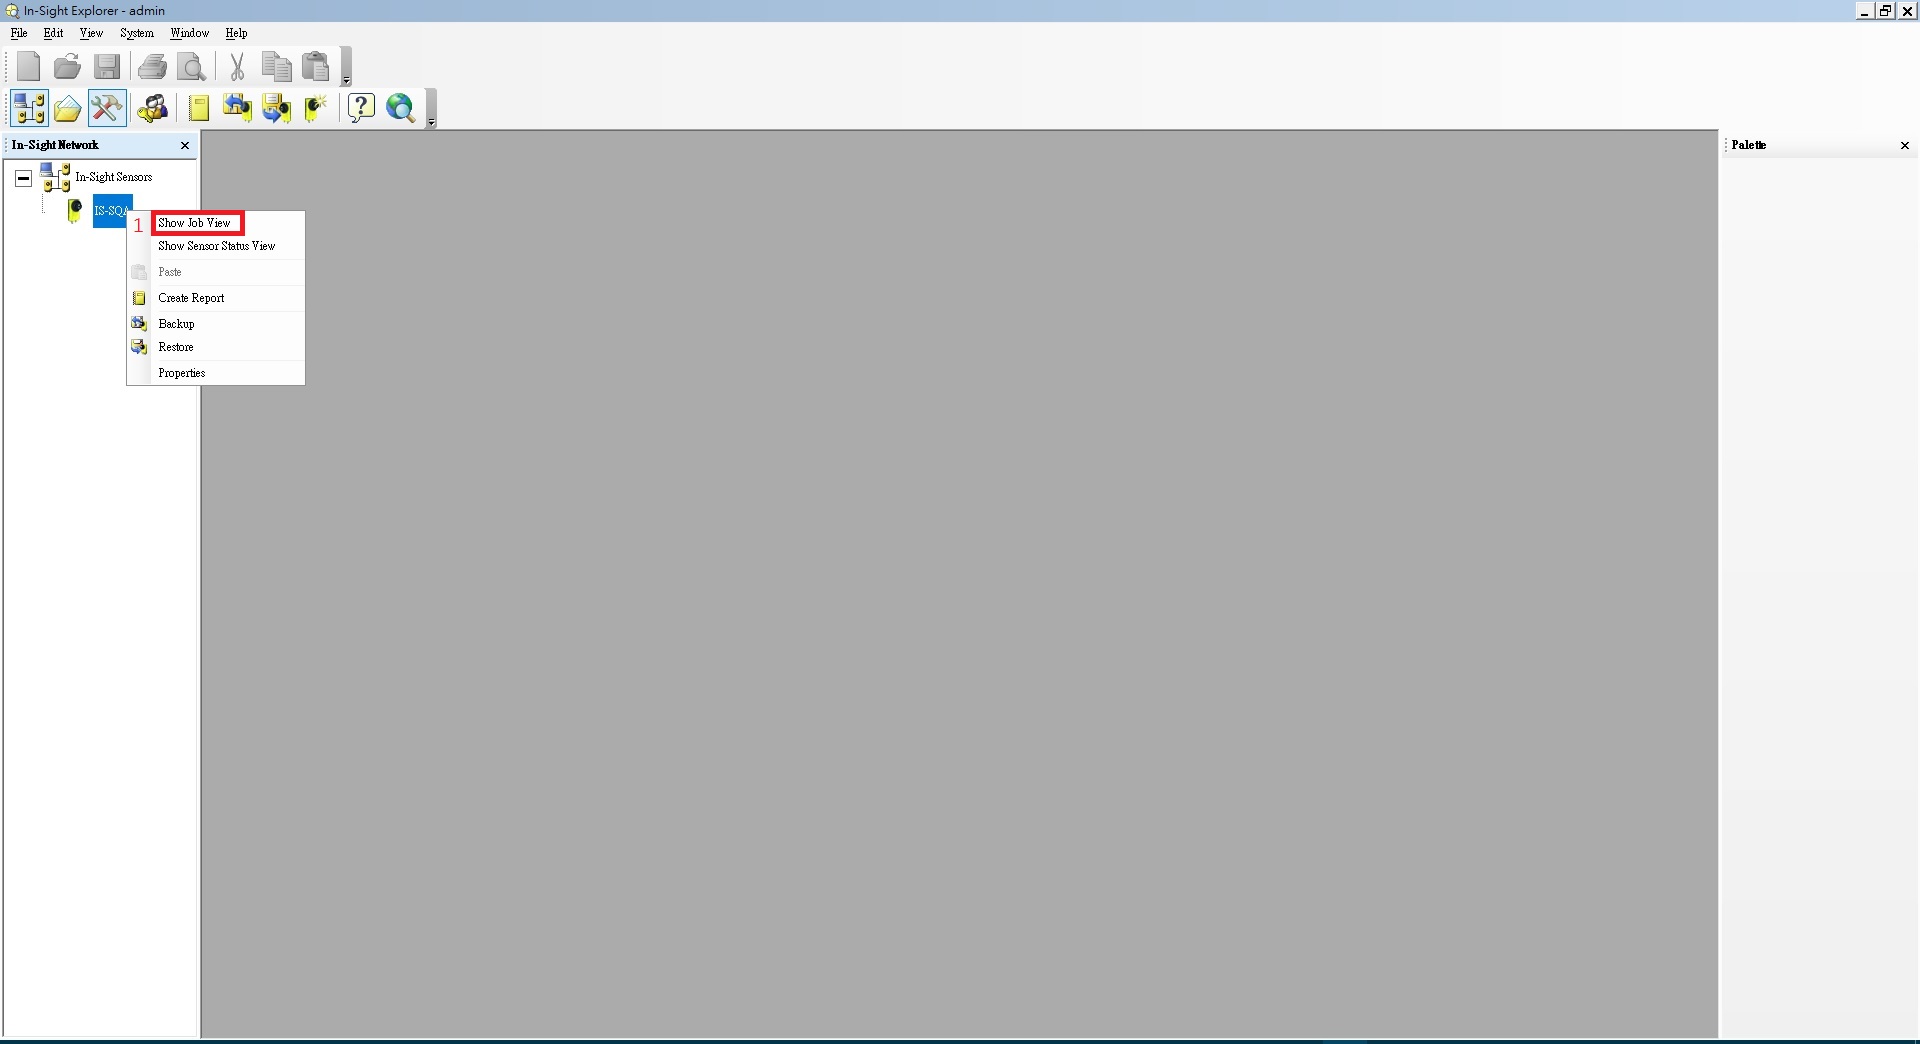 In-Sight Explorer - admin
File Edit View System Window Help
In-Sight Network
Palette
In-Sight Sensors
IS-SQA
1 Show Job View
Show Sensor Status View
Paste
Create Report
Backup
Restore
Properties